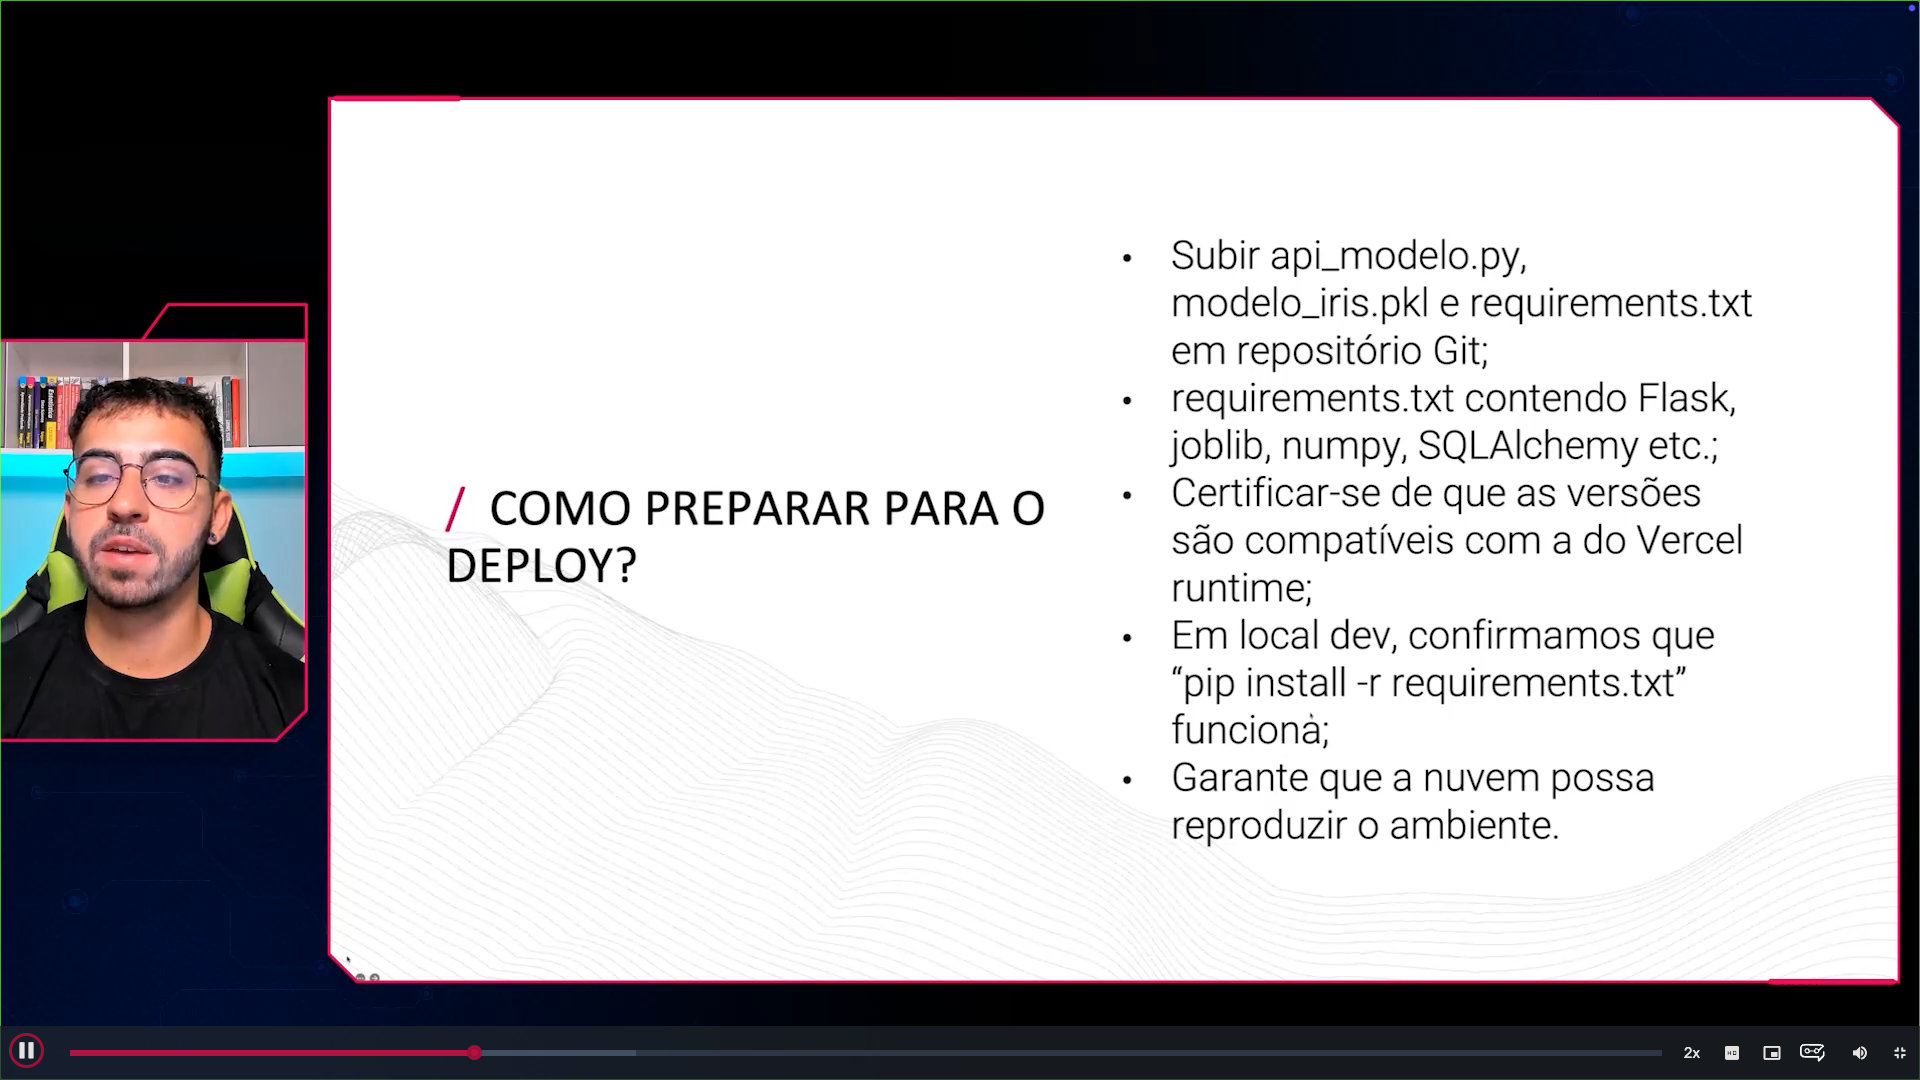 / COMO PREPARAR PARA O
DEPLOY?
• Subir api_modelo.py,
modelo_iris.pkl e requirements.txt
em repositório Git;
• requirements.txt contendo Flask,
joblib, numpy, SQLAlchemy etc.;
• Certificar-se de que as versões
são compatíveis com a do Vercel
runtime;
• Em local dev, confirmamos que
“pip install -r requirements.txt”
funciona;
• Garante que a nuvem possa
reproduzir o ambiente.
2x
HD